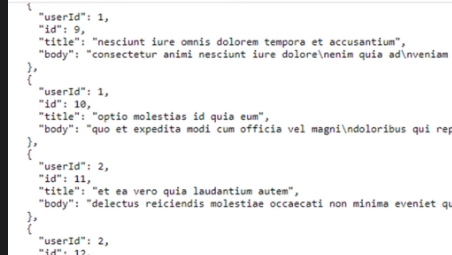 {
"userId": 1,
"id": 9,
"title": "nesciunt iure omnis dolorem tempora et accusantium",
"body": "consectetur animi nesciunt iure dolore\nenim quia ad\nveniam
},
{
"userId": 1,
"id": 10,
"title": "optio molestias id quia eum",
"body": "quo et expedita modi cum officia vel magni\ndoloribus qui rep
},
{
"userId": 2,
"id": 11,
"title": "et ea vero quia laudantium autem",
"body": "delectus reiciendis molestiae occaecati non minima eveniet qu
},
{
"userId": 2,
"id": 12,